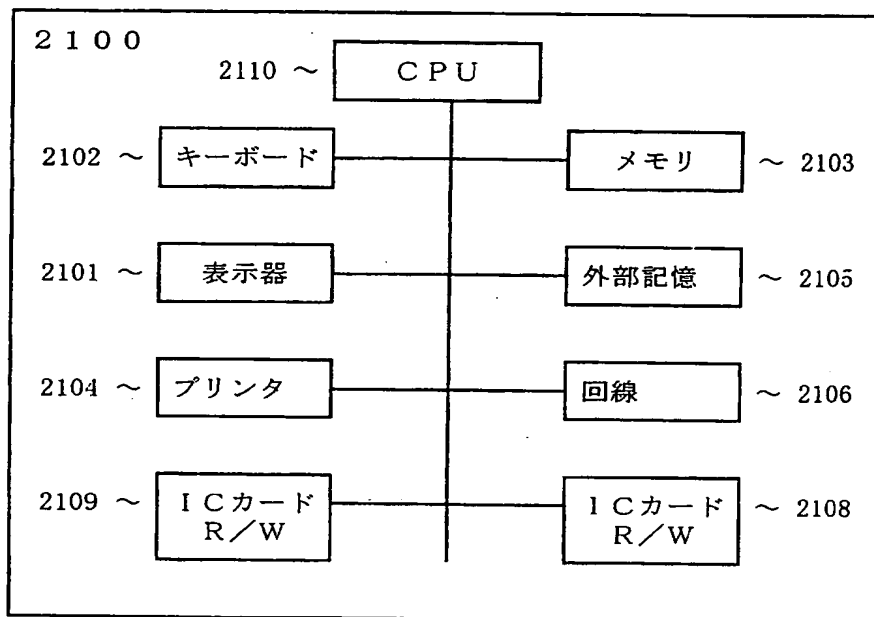 2100
2110 ～ CPU
2102 ～ キーボード メモリ ～ 2103
2101 ～ 表示器 外部記憶 ～ 2105
2104 ～ プリンタ 回線 ～ 2106
2109 ～ ICカード ICカード ～ 2108
R／W R／W